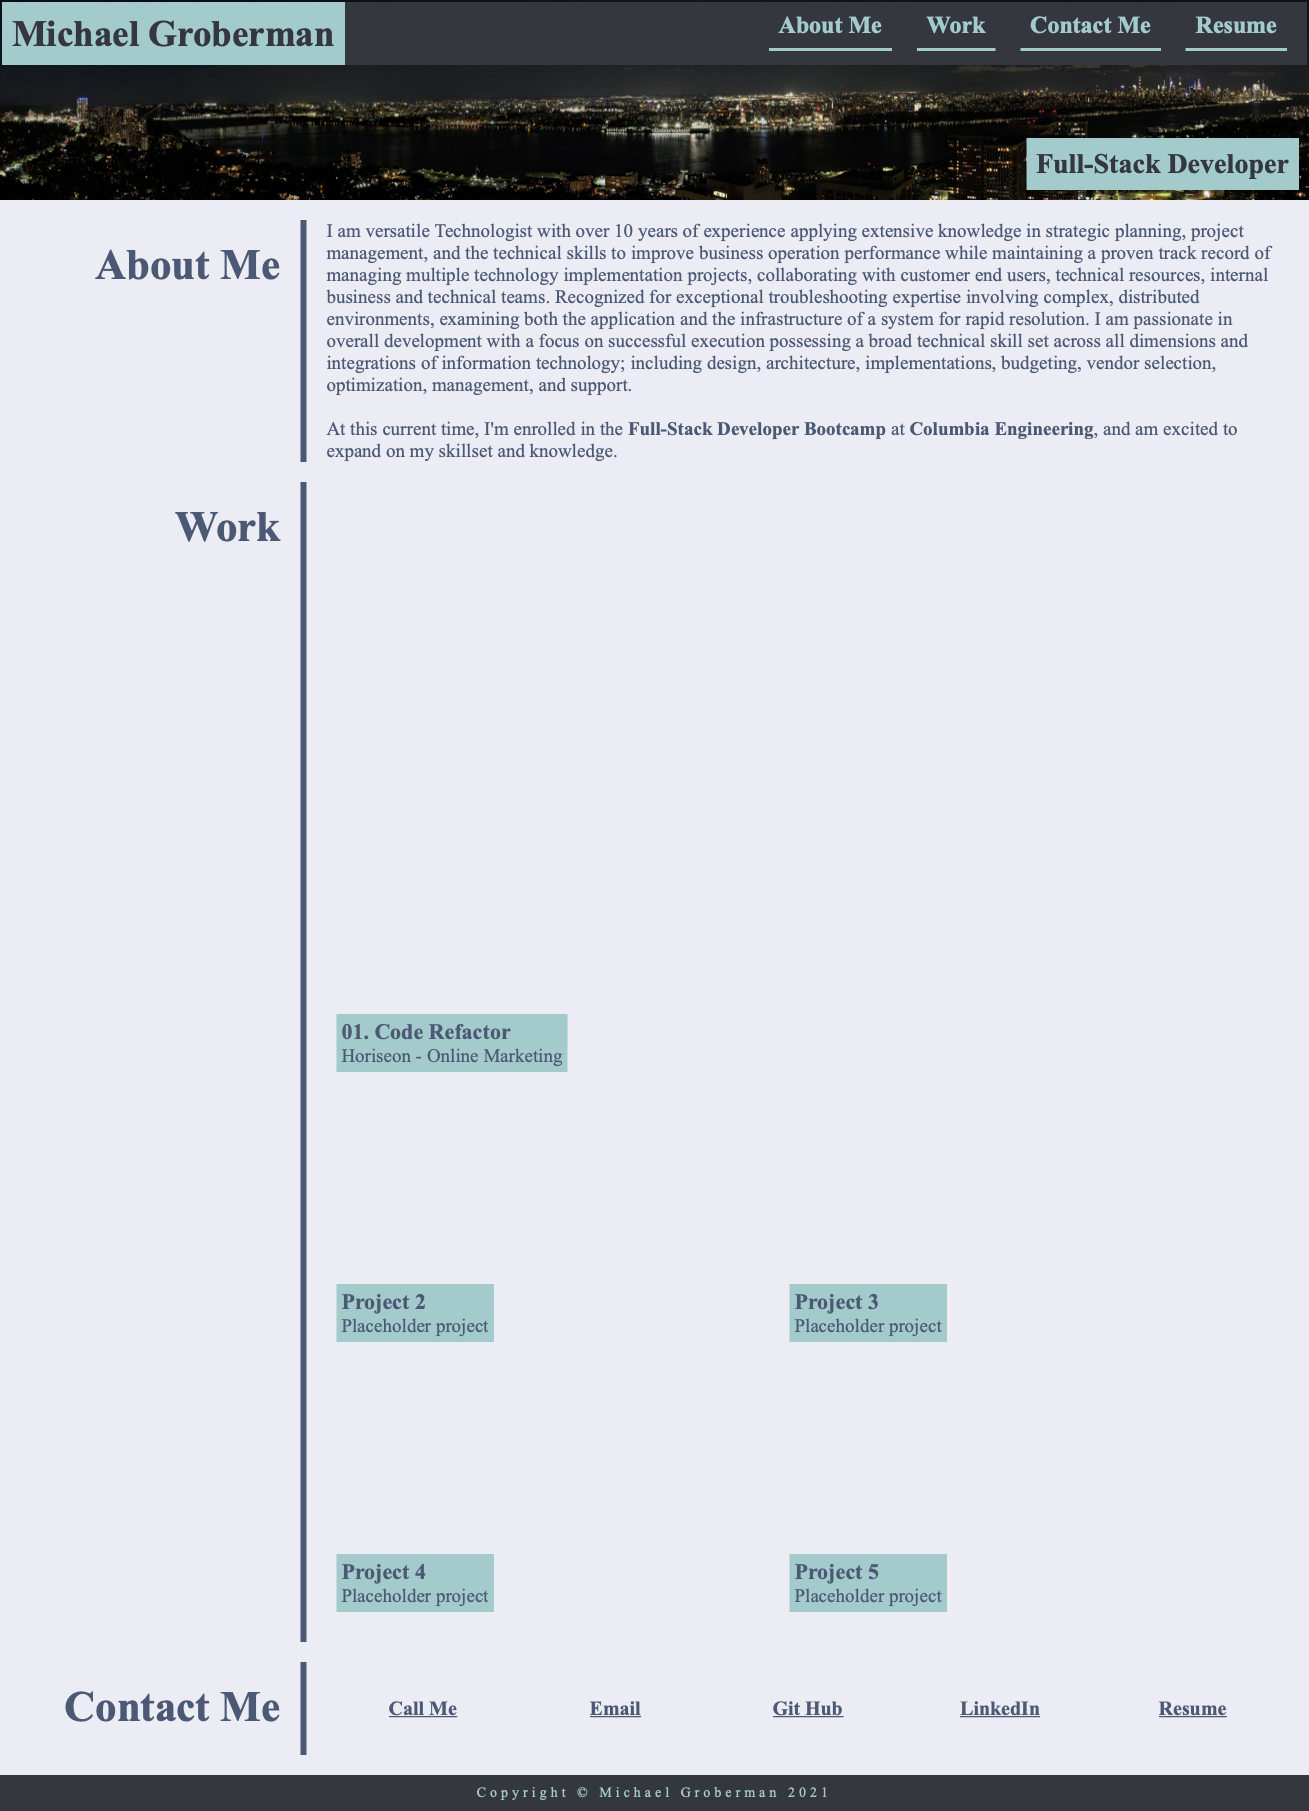 Michael Groberman
About Me Work Contact Me Resume
Full-Stack Developer
About Me
I am versatile Technologist with over 10 years of experience applying extensive knowledge in strategic planning, project
management, and the technical skills to improve business operation performance while maintaining a proven track record of
managing multiple technology implementation projects, collaborating with customer end users, technical resources, internal
business and technical teams. Recognized for exceptional troubleshooting expertise involving complex, distributed
environments, examining both the application and the infrastructure of a system for rapid resolution. I am passionate in
overall development with a focus on successful execution possessing a broad technical skill set across all dimensions and
integrations of information technology; including design, architecture, implementations, budgeting, vendor selection,
optimization, management, and support.
At this current time, I'm enrolled in the Full-Stack Developer Bootcamp at Columbia Engineering, and am excited to
expand on my skillset and knowledge.
Work
01. Code Refactor
Horiseon - Online Marketing
Project 2
Placeholder project
Project 3
Placeholder project
Project 4
Placeholder project
Project 5
Placeholder project
Contact Me
Call Me Email Git Hub LinkedIn Resume
Copyright © Michael Groberman 2021